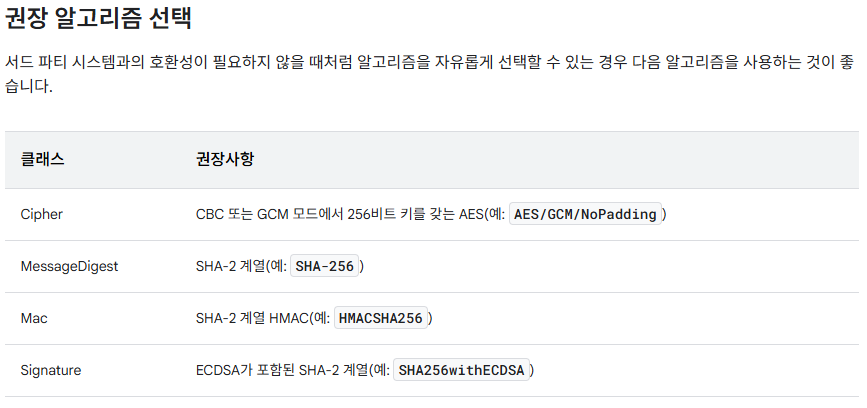 권장 알고리즘 선택
서드 파티 시스템과의 호환성이 필요하지 않을 때처럼 알고리즘을 자유롭게 선택할 수 있는 경우 다음 알고리즘을 사용하는 것이 좋
습니다.
클래스 권장사항
Cipher CBC 또는 GCM 모드에서 256비트 키를 갖는 AES(예: AES/GCM/NoPadding)
MessageDigest SHA-2 계열(예: SHA-256)
Mac SHA-2 계열 HMAC(예: HMACSHA256)
Signature ECDSA가 포함된 SHA-2 계열(예: SHA256withECDSA)